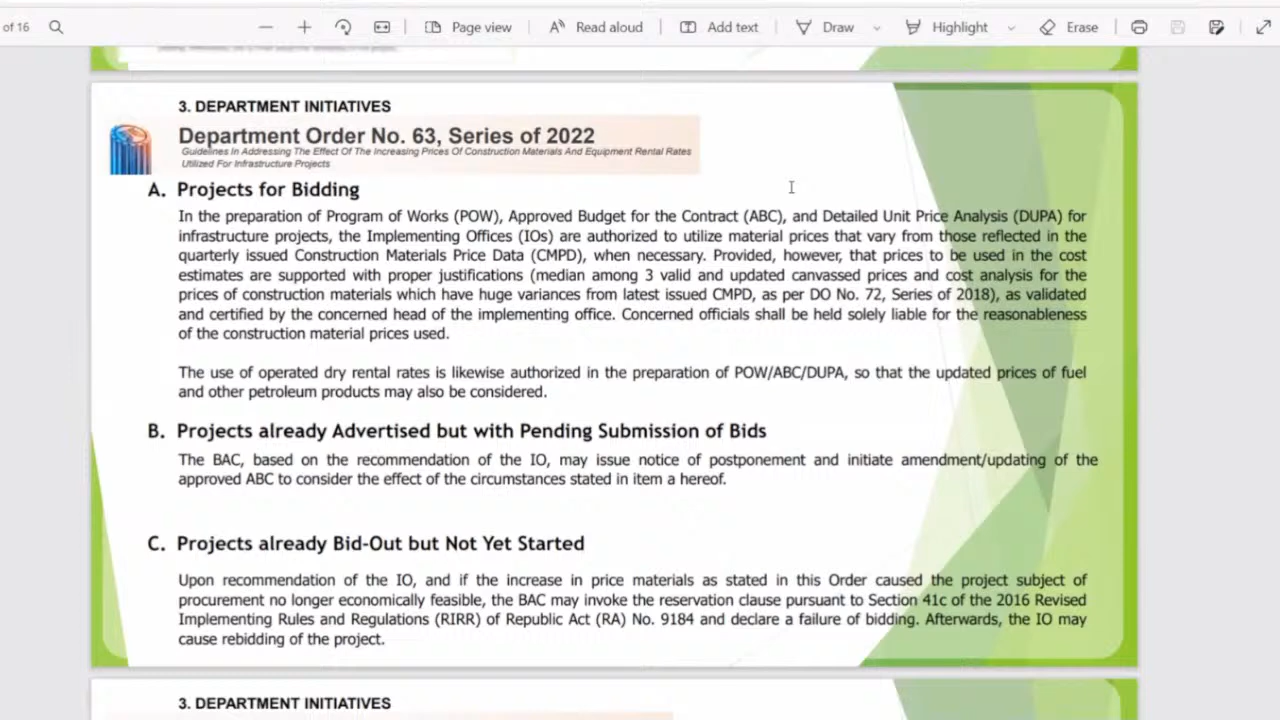 of 16
Page view
Read aloud
Add text
Draw
Highlight
Erase
3. DEPARTMENT INITIATIVES
Department Order No. 63, Series of 2022
Guidelines In Addressing The Effect Of The Increasing Prices Of Construction Materials And Equipment Rental Rates
Utilized For Infrastructure Projects
A. Projects for Bidding
In the preparation of Program of Works (POW), Approved Budget for the Contract (ABC), and Detailed Unit Price Analysis (DUPA) for
infrastructure projects, the Implementing Offices (IOs) are authorized to utilize material prices that vary from those reflected in the
quarterly issued Construction Materials Price Data (CMPD), when necessary. Provided, however, that prices to be used in the cost
estimates are supported with proper justifications (median among 3 valid and updated canvassed prices and cost analysis for the
prices of construction materials which have huge variances from latest issued CMPD, as per DO No. 72, Series of 2018), as validated
and certified by the concerned head of the implementing office. Concerned officials shall be held solely liable for the reasonableness
of the construction material prices used.
The use of operated dry rental rates is likewise authorized in the preparation of POW/ABC/DUPA, so that the updated prices of fuel
and other petroleum products may also be considered.
B. Projects already Advertised but with Pending Submission of Bids
The BAC, based on the recommendation of the IO, may issue notice of postponement and initiate amendment/updating of the
approved ABC to consider the effect of the circumstances stated in item a hereof.
C. Projects already Bid-Out but Not Yet Started
Upon recommendation of the IO, and if the increase in price materials as stated in this Order caused the project subject of
procurement no longer economically feasible, the BAC may invoke the reservation clause pursuant to Section 41c of the 2016 Revised
Implementing Rules and Regulations (RIRR) of Republic Act (RA) No. 9184 and declare a failure of bidding. Afterwards, the IO may
cause rebidding of the project.
3. DEPARTMENT INITIATIVES